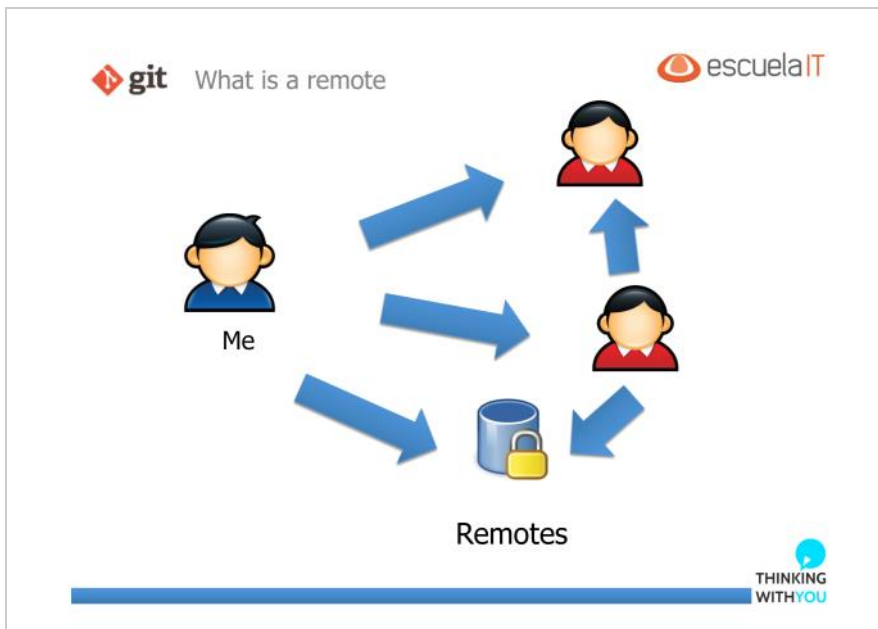 git What is a remote
escuelaIT
Me
Remotes
THINKING
WITHYOU